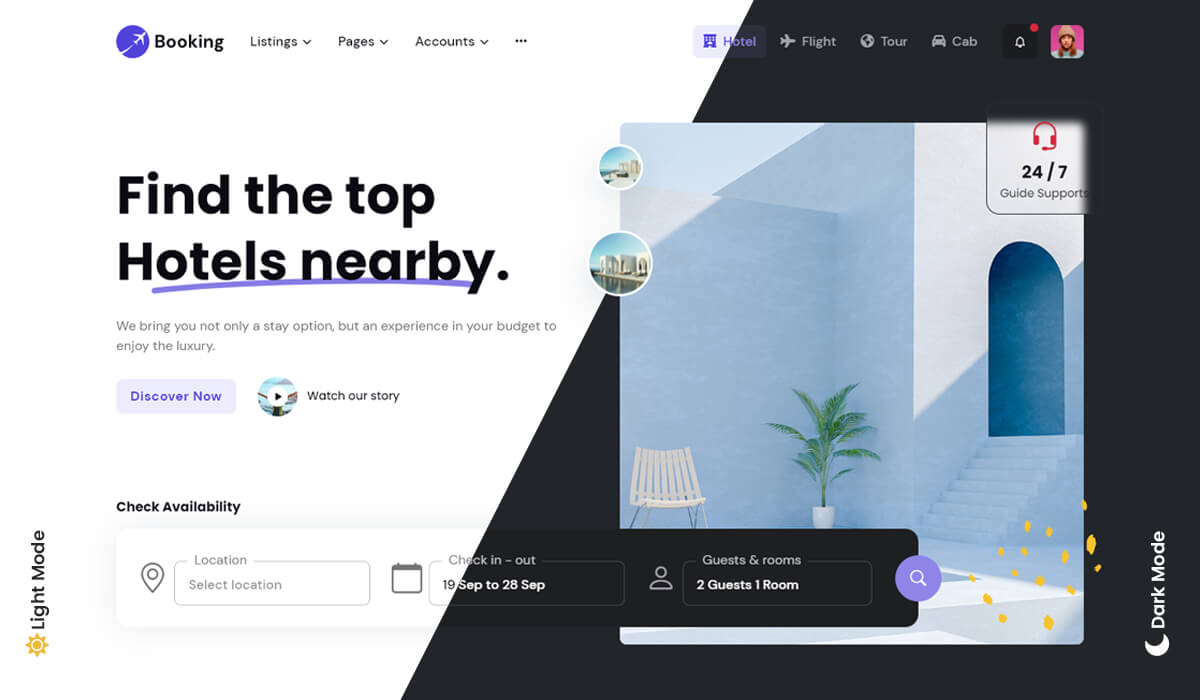 Booking
Listings
Pages
Accounts
Hotel
Flight
Tour
Cab
24 / 7
Guide Supports
Find the top
Hotels nearby.
We bring you not only a stay option, but an experience in your budget to
enjoy the luxury.
Discover Now
Watch our story
Check Availability
Location
Select location
Check in - out
19 Sep to 28 Sep
Guests & rooms
2 Guests 1 Room
Light Mode
Dark Mode